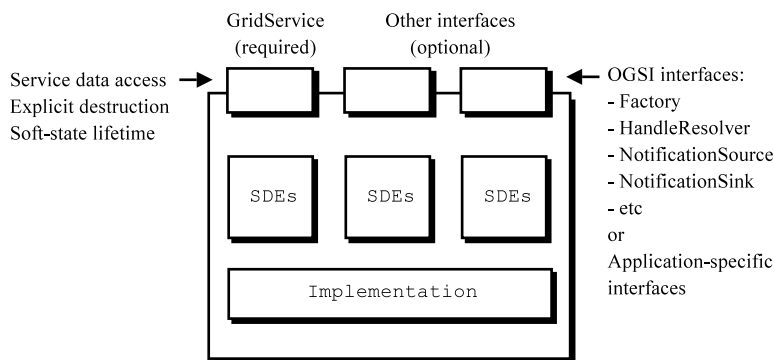 GridService
(required)
Other interfaces
(optional)
Service data access
Explicit destruction
Soft-state lifetime
OGSI interfaces:
- Factory
- HandleResolver
- NotificationSource
- NotificationSink
- etc
or
Application-specific
interfaces
SDEs
SDEs
SDEs
Implementation